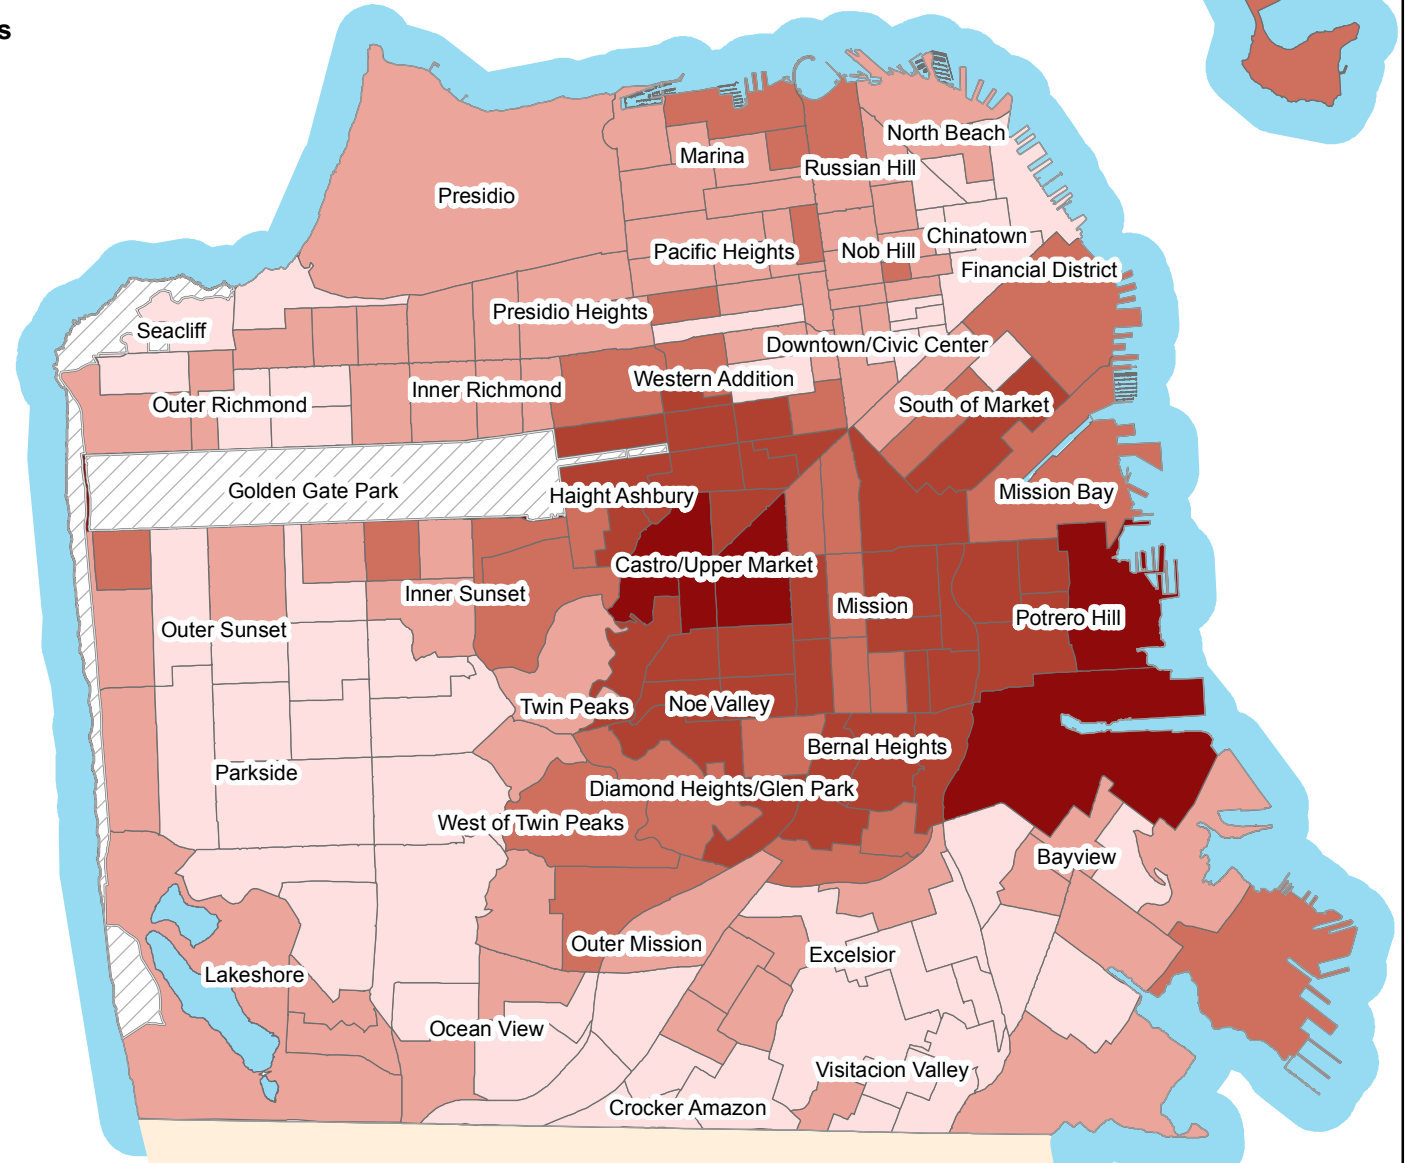 s
North Beach
Marina
Russian Hill
Presidio
Chinatown
Pacific Heights
Nob Hill
Financial District
Presidio Heights
Seacliff
Downtown/Civic Center
Western Addition
Inner Richmond
Outer Richmond
South of Market
Golden Gate Park
Haight Ashbury
Mission Bay
Castro/Upper Market
Inner Sunset
Mission
Potrero Hill
Outer Sunset
Twin Peaks
Noe Valley
Bernal Heights
Parkside
Diamond Heights/Glen Park
West of Twin Peaks
Bayview
Outer Mission
Excelsior
Lakeshore
Ocean View
Visitacion Valley
Crocker Amazon